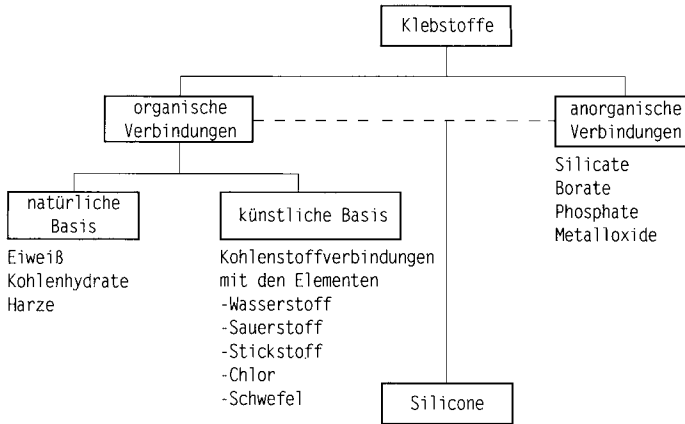 Klebstoffe
organische
Verbindungen
anorganische
Verbindungen
Silicate
Borate
Phosphate
Metalloxide
natürliche
Basis
Eiweiß
Kohlenhydrate
Harze
künstliche Basis
Kohlenstoffverbindungen
mit den Elementen
-Wasserstoff
-Sauerstoff
-Stickstoff
-Chlor
-Schwefel
Silicone